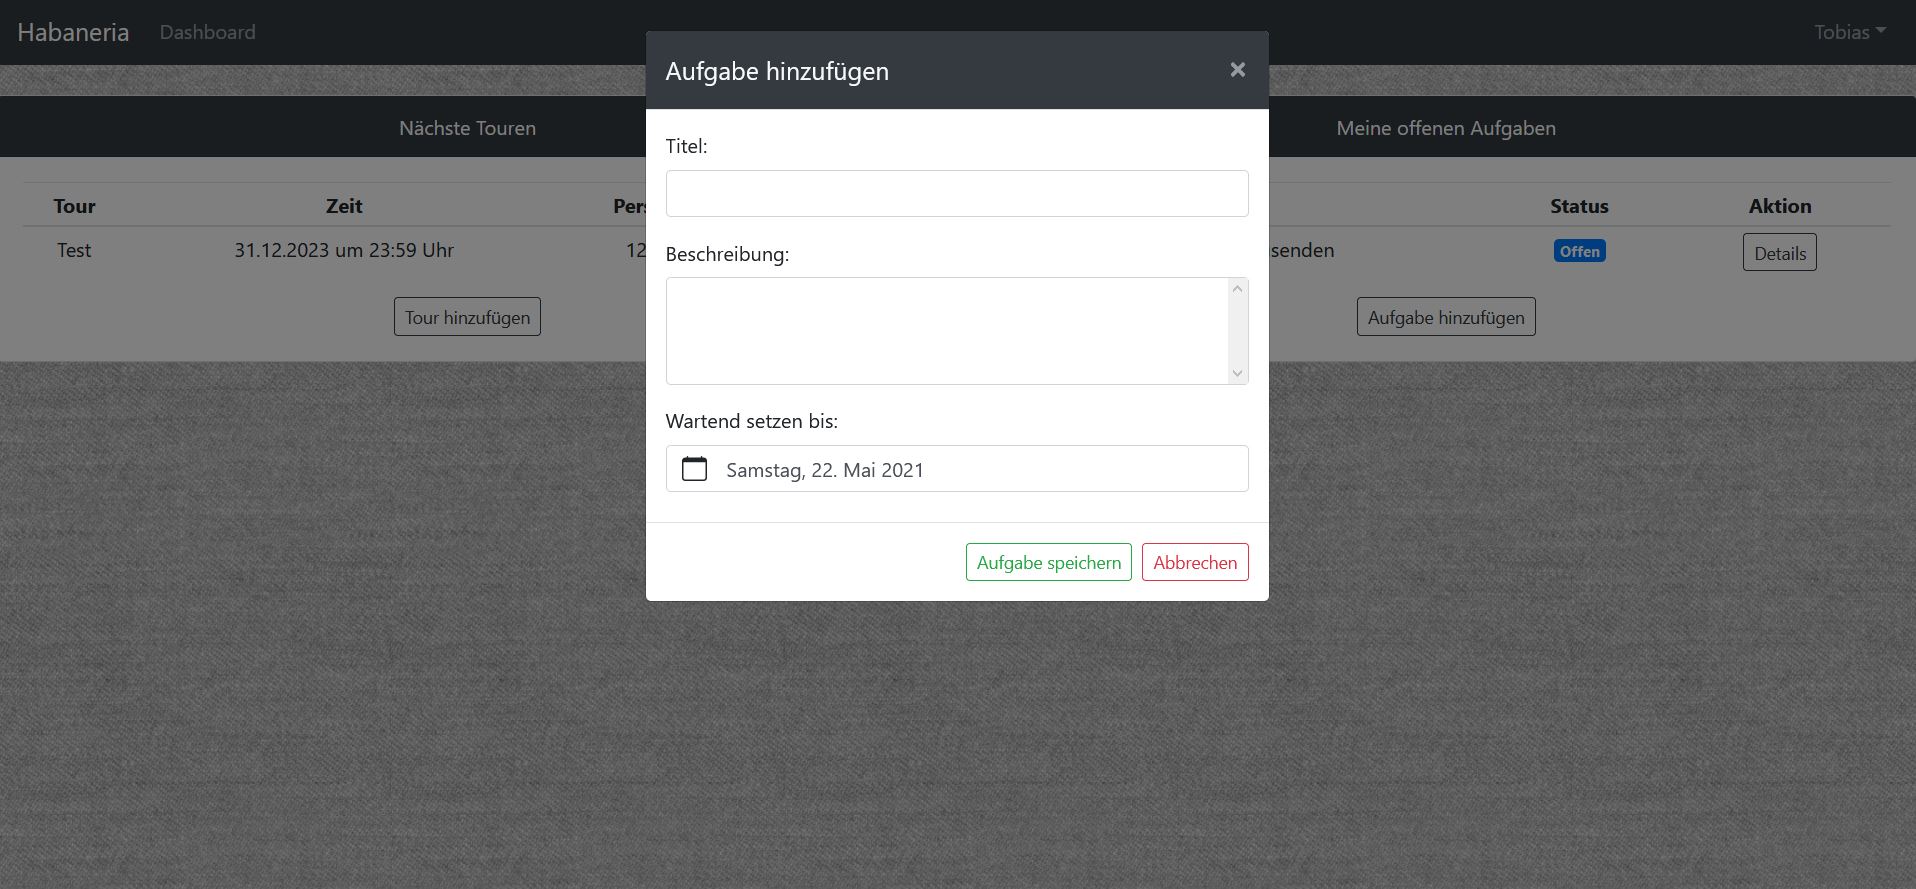 Habaneria Dashboard Tobias
Aufgabe hinzufügen ×
Nächste Touren Meine offenen Aufgaben
Titel:
Tour Zeit Status Aktion
Test 31.12.2023 um 23:59 Uhr 12 senden Offen Details
Beschreibung:
Tour hinzufügen Aufgabe hinzufügen
Wartend setzen bis:
Samstag, 22. Mai 2021
Aufgabe speichern Abbrechen